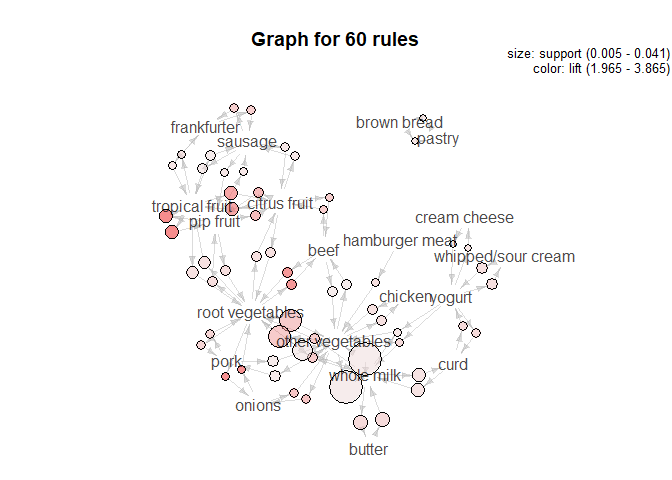 Graph for 60 rules
size: support (0.005 - 0.041)
color: lift (1.965 - 3.865)
frankfurter
brown bread
sausage
pastry
tropical fruit
citrus fruit
pip fruit
cream cheese
hamburger meat
beef
whipped/sour cream
chicken
yogurt
root vegetables
other vegetables
pork
curd
whole milk
onions
butter